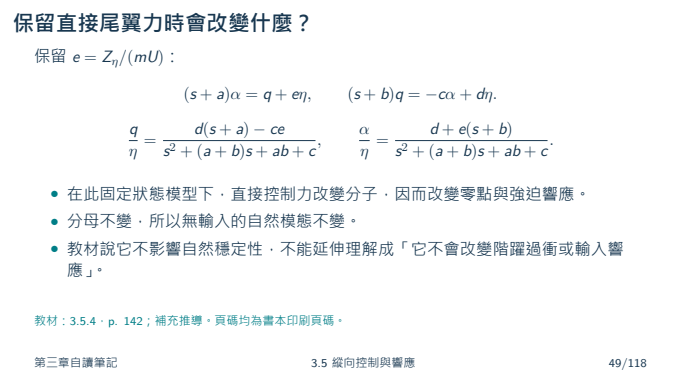 保留直接尾翼力時會改變什麼？
保留 e = Zη/(mU)：
(s + a)α = q + eη, (s + b)q = −cα + dη.
q/η = d(s + a) − ce / s² + (a + b)s + ab + c, α/η = d + e(s + b) / s² + (a + b)s + ab + c.
• 在此固定狀態模型下，直接控制力改變分子，因而改變零點與強迫響應。
• 分母不變，所以無輸入的自然模態不變。
• 教材說它不影響自然穩定性，不能延伸理解成「它不會改變階躍過衝或輸入響
應」。
教材：3.5.4，p. 142；補充推導。頁碼均為書本印刷頁碼。
第三章自讀筆記 3.5 縱向控制與響應 49/118